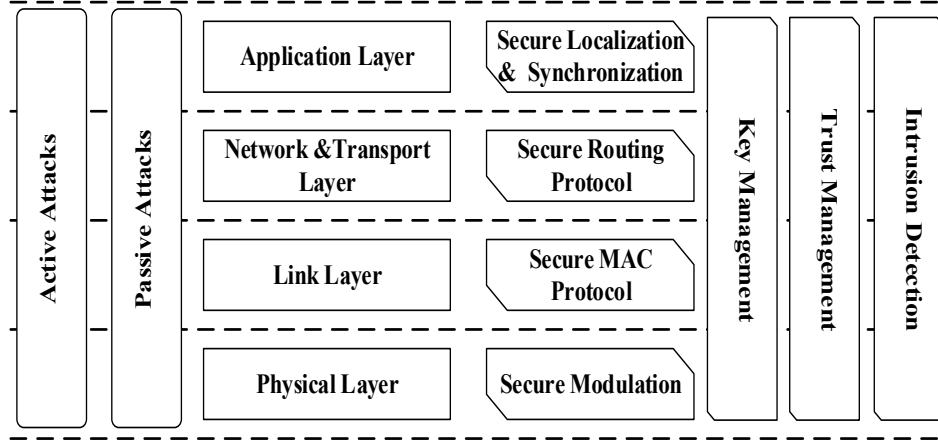 Active Attacks
Passive Attacks
Application Layer
Secure Localization
& Synchronization
Network &Transport
Layer
Secure Routing
Protocol
Link Layer
Secure MAC
Protocol
Physical Layer
Secure Modulation
Key Management
Trust Management
Intrusion Detection